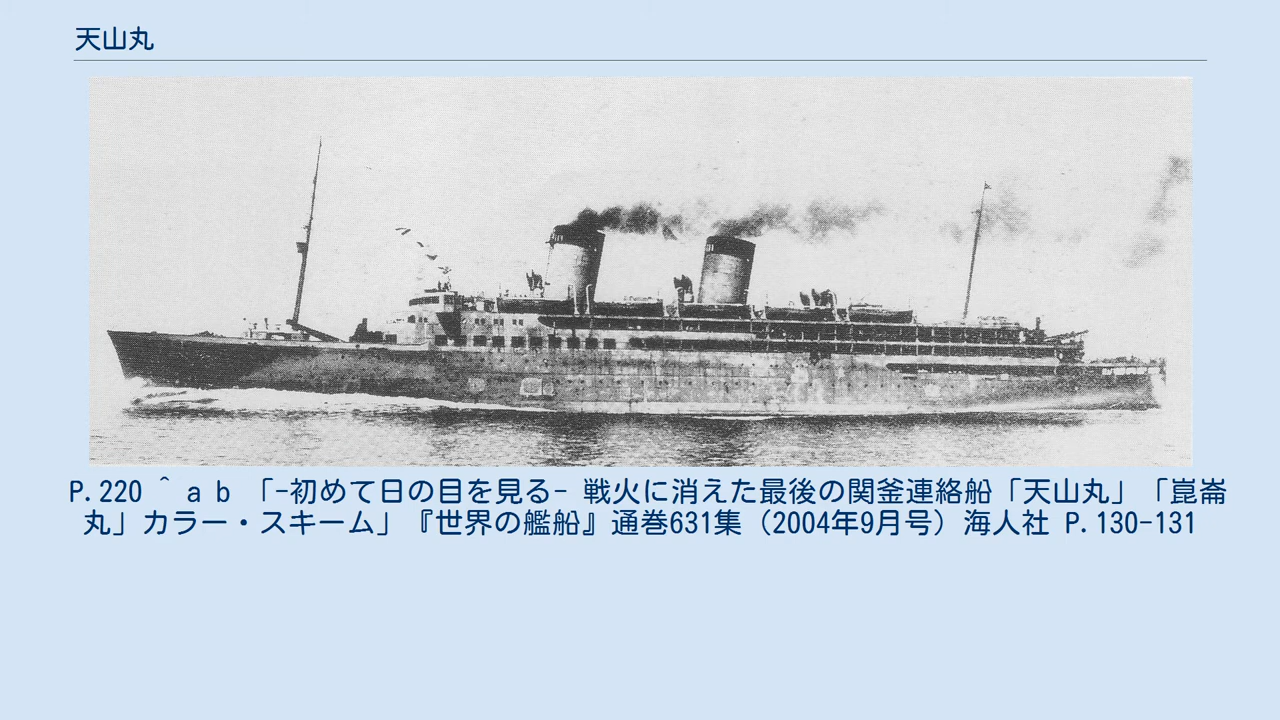 天山丸
P.220 ^ a b 「-初めて日の目を見る- 戦火に消えた最後の関釜連絡船「天山丸」「崑崙
丸」カラー・スキーム」『世界の艦船』通巻631集（2004年9月号）海人社 P.130-131